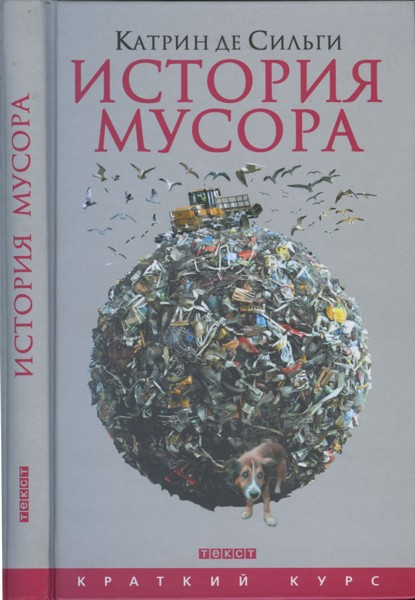 ИСТОРИЯ МУСОРА
текст
КАТРИН ДЕ СИЛЬГИ
ИСТОРИЯ
МУСОРА
текст
КРАТКИЙ КУРС